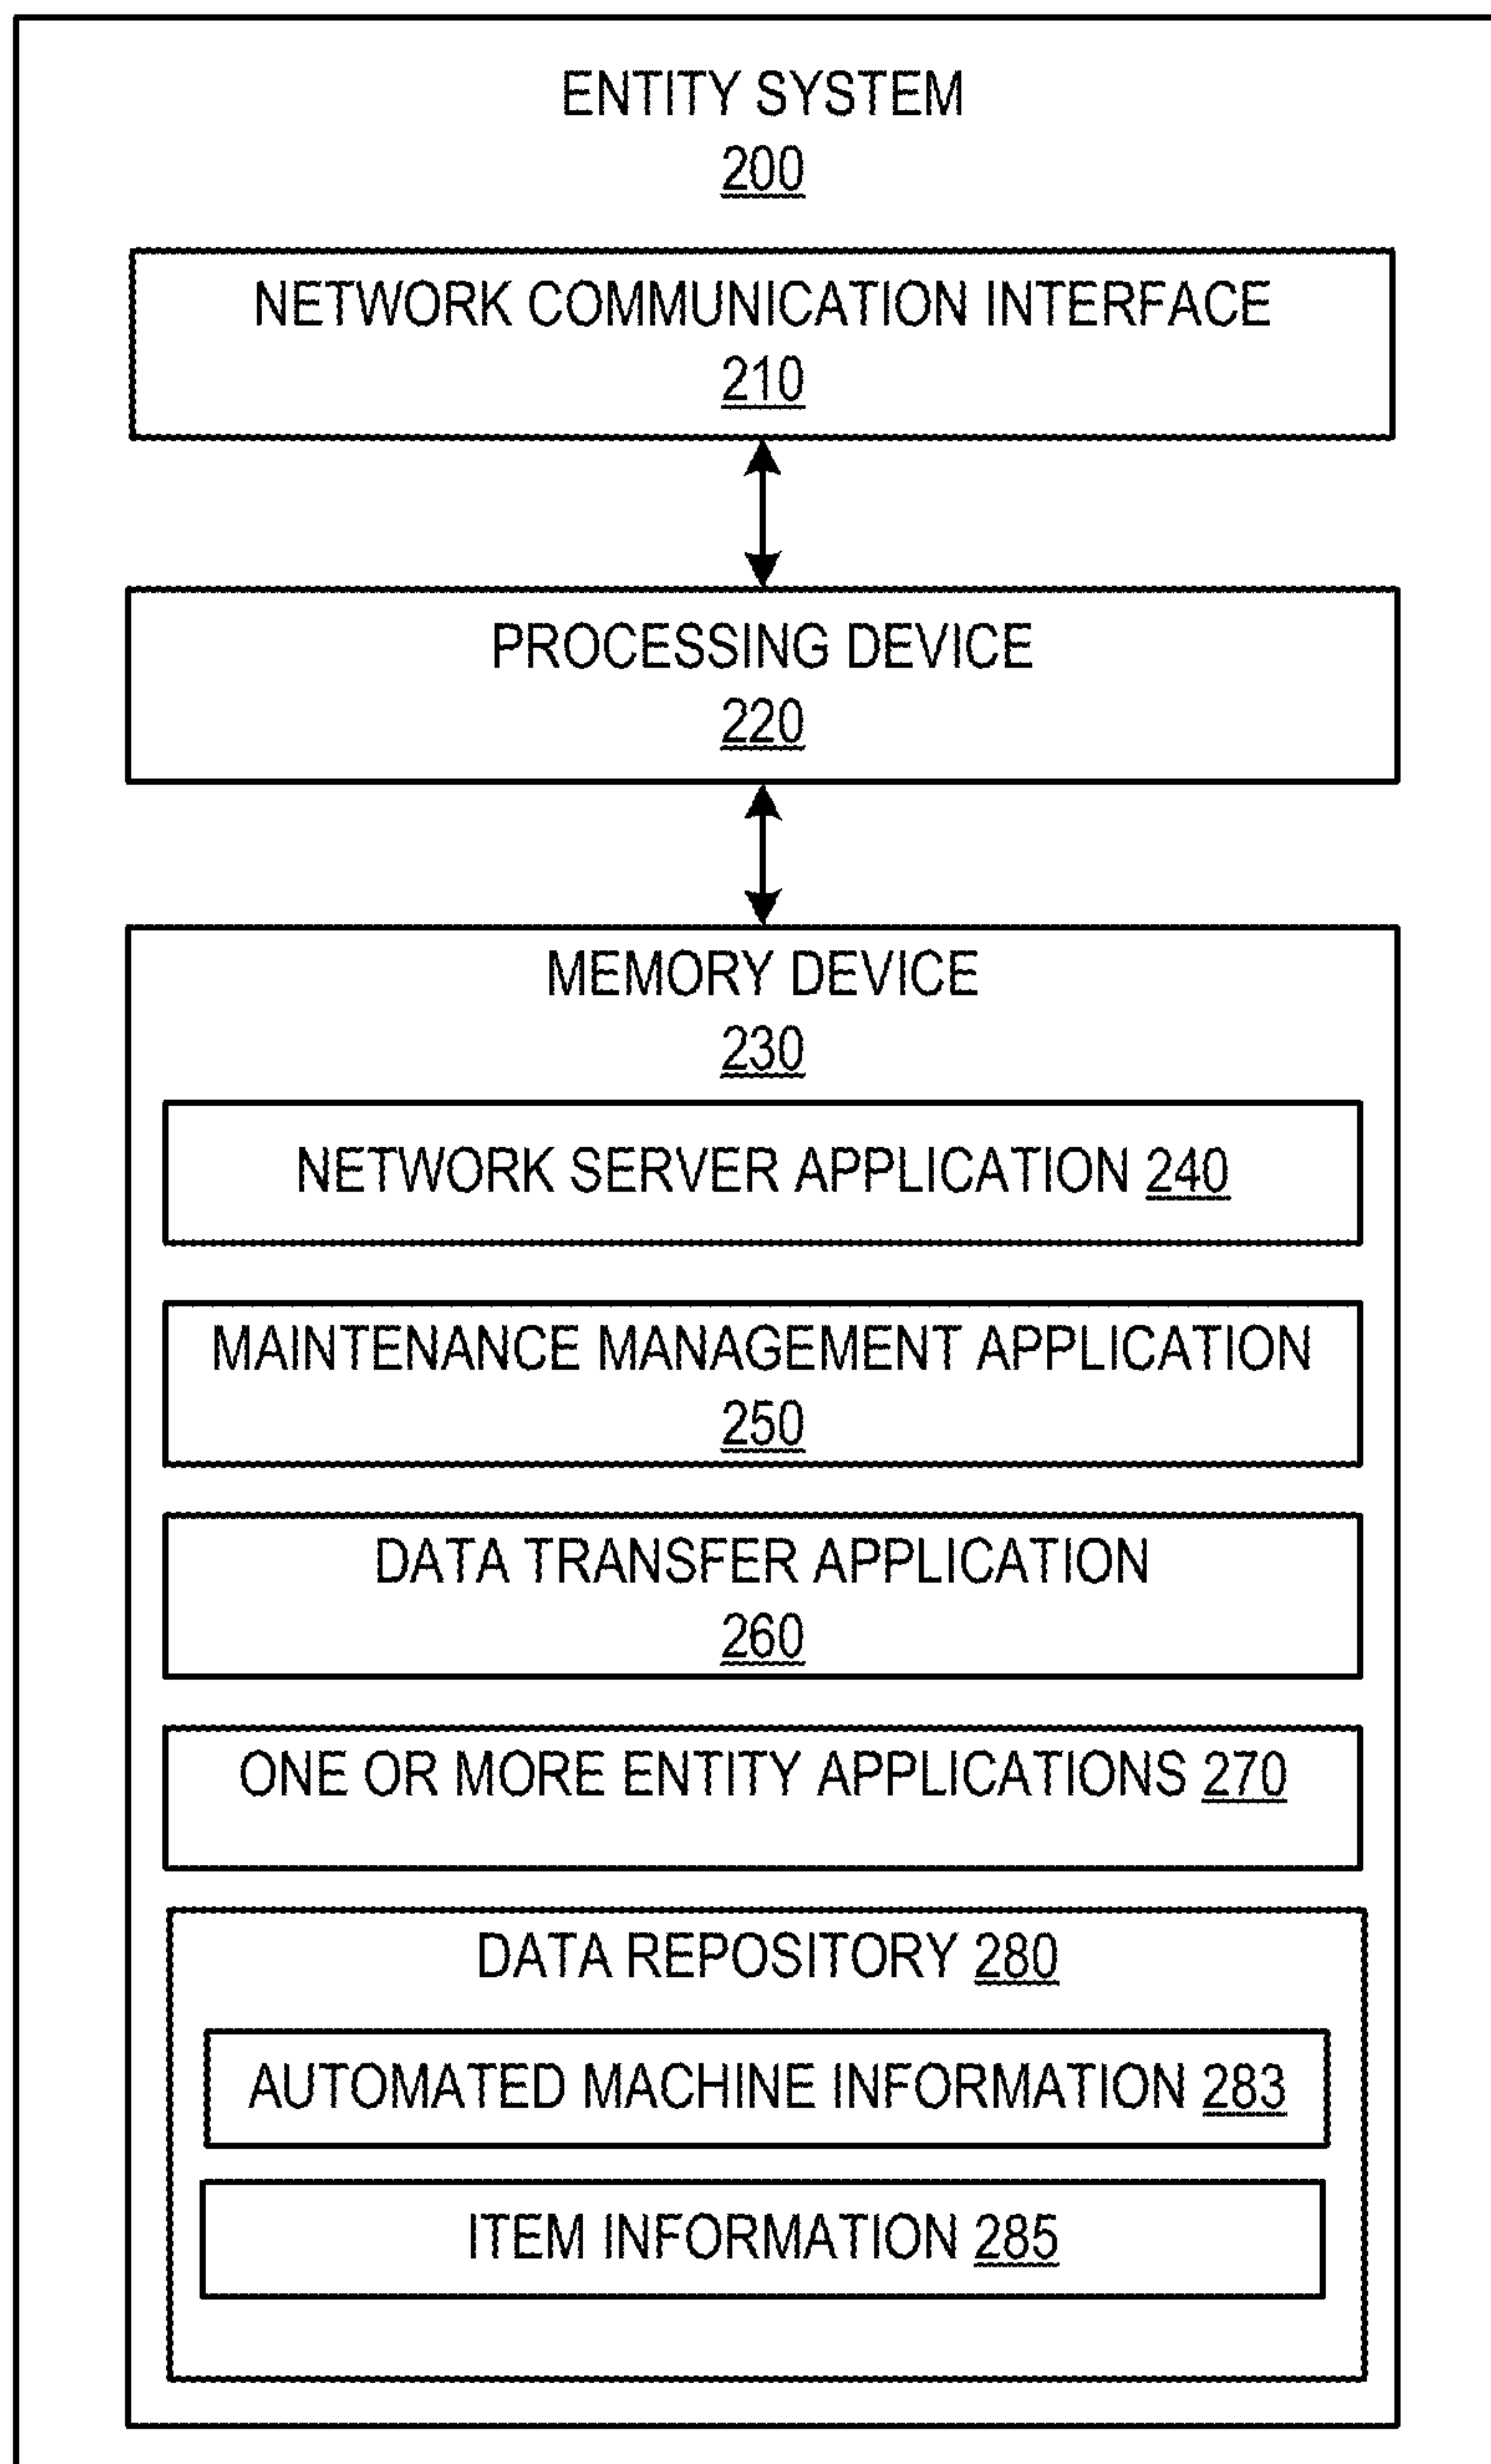 ENTITY SYSTEM
200
NETWORK COMMUNICATION INTERFACE
210
PROCESSING DEVICE
220
MEMORY DEVICE
230
NETWORK SERVER APPLICATION 240
MAINTENANCE MANAGEMENT APPLICATION
250
DATA TRANSFER APPLICATION
260
ONE OR MORE ENTITY APPLICATIONS 270
DATA REPOSITORY 280
AUTOMATED MACHINE INFORMATION 283
ITEM INFORMATION 285